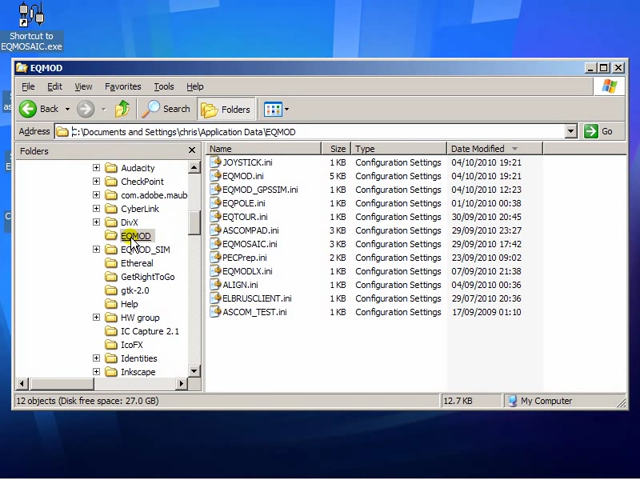 Shortcut to
EQMOSAIC.exe
EQMOD
File Edit View Favorites Tools Help
Back Search Folders
Address C:\Documents and Settings\chris\Application Data\EQMOD Go
Folders
Name Size Type Date Modified
Audacity
CheckPoint
com.adobe.maub
CyberLink
DivX
EQMOD
EQMOD_SIM
Ethereal
GetRightToGo
gtk-2.0
Help
HW group
IC Capture 2.1
IcoFX
Identities
Inkscape
JOYSTICK.ini 1 KB Configuration Settings 04/10/2010 19:21
EQMOD.ini 5 KB Configuration Settings 04/10/2010 19:21
EQMOD_GPSSIM.ini 1 KB Configuration Settings 04/10/2010 12:23
EQPOLE.ini 1 KB Configuration Settings 01/10/2010 00:38
EQTOUR.ini 1 KB Configuration Settings 30/09/2010 20:45
ASCOMPAD.ini 3 KB Configuration Settings 29/09/2010 23:27
EQMOSAIC.ini 3 KB Configuration Settings 29/09/2010 17:42
PECPrep.ini 2 KB Configuration Settings 23/09/2010 09:02
EQMODLX.ini 1 KB Configuration Settings 07/09/2010 21:38
ALIGN.ini 1 KB Configuration Settings 04/09/2010 00:36
ELBRUSCLIENT.ini 1 KB Configuration Settings 29/07/2010 20:36
ASCOM_TEST.ini 1 KB Configuration Settings 17/09/2009 01:10
12 objects (Disk free space: 27.0 GB) 12.7 KB My Computer